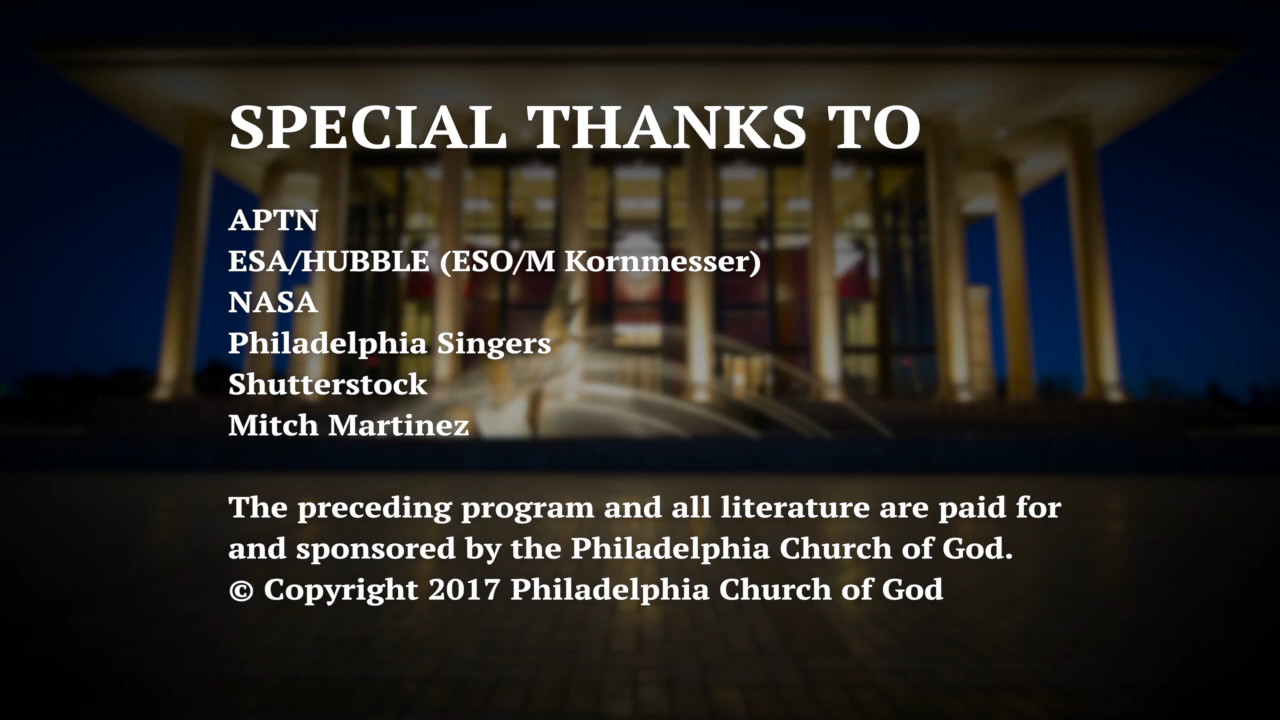 SPECIAL THANKS TO
APTN
ESA/HUBBLE (ESO/M Kornmesser)
NASA
Philadelphia Singers
Shutterstock
Mitch Martinez
The preceding program and all literature are paid for
and sponsored by the Philadelphia Church of God.
© Copyright 2017 Philadelphia Church of God